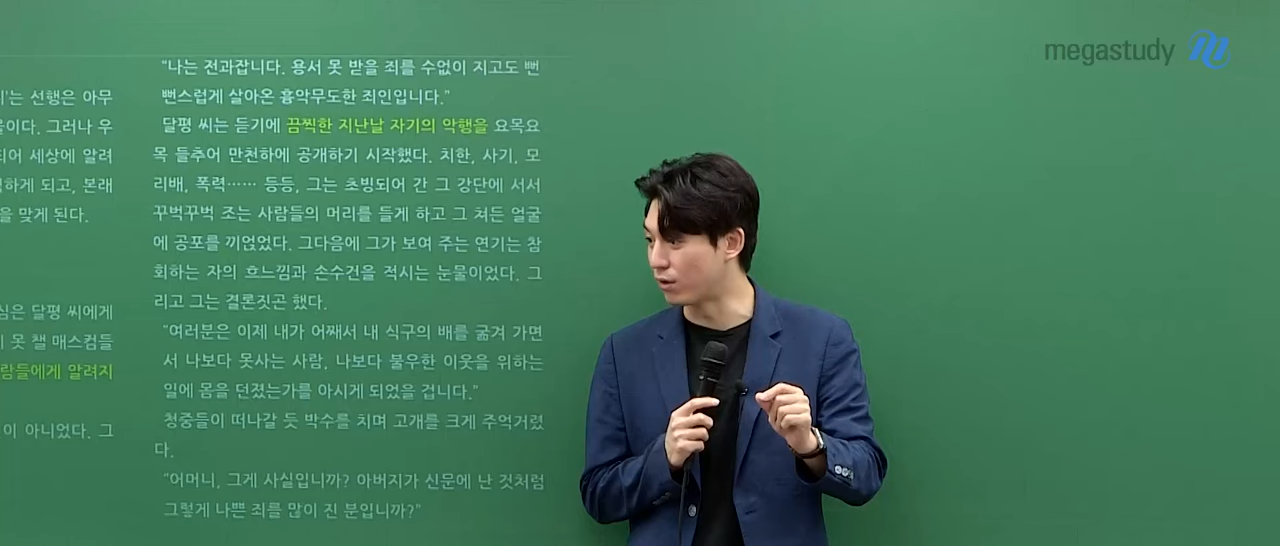 megastudy
이'는 선행은 아무
물이다. 그러나 우
되어 세상에 알려
하게 되고, 본래
을 맞게 된다.
심은 달평 씨에게
못 챌 매스컴들
람들에게 알려지
이 아니었다. 그
"나는 전과잡니다. 용서 못 받을 죄를 수없이 지고도 뻔
뻔스럽게 살아온 흉악무도한 죄인입니다."
달평 씨는 듣기에 끔찍한 지난날 자기의 악행을 요목요
목 들추어 만천하에 공개하기 시작했다. 치한, 사기, 모
리배, 폭력…… 등등, 그는 초빙되어 간 그 강단에 서서
꾸벅꾸벅 조는 사람들의 머리를 들게 하고 그 쳐든 얼굴
에 공포를 끼얹었다. 그다음에 그가 보여 주는 연기는 참
회하는 자의 흐느낌과 손수건을 적시는 눈물이었다. 그
리고 그는 결론짓곤 했다.
"여러분은 이제 내가 어째서 내 식구의 배를 굶겨 가면
서 나보다 못사는 사람, 나보다 불우한 이웃을 위하는
일에 몸을 던졌는가를 아시게 되었을 겁니다."
청중들이 떠나갈 듯 박수를 치며 고개를 크게 주억거렸
다.
"어머니, 그게 사실입니까? 아버지가 신문에 난 것처럼
그렇게 나쁜 죄를 많이 진 분입니까?"